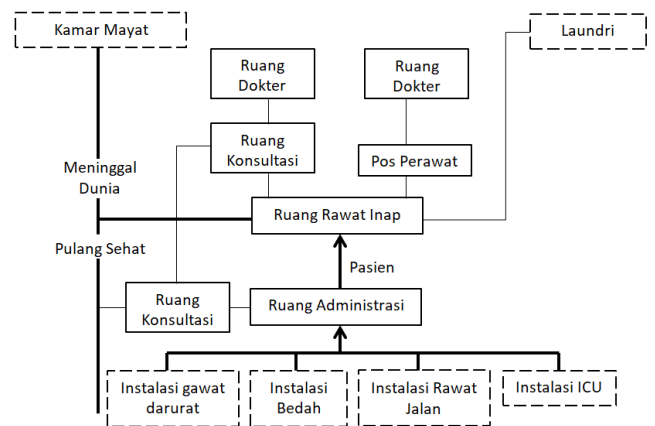 Kamar Mayat
Laundri
Ruang
Dokter
Ruang
Dokter
Ruang
Konsultasi
Pos Perawat
Meninggal
Dunia
Ruang Rawat Inap
Pulang Sehat
Pasien
Ruang
Konsultasi
Ruang Administrasi
Instalasi gawat
darurat
Instalasi
Bedah
Instalasi Rawat
Jalan
Instalasi ICU